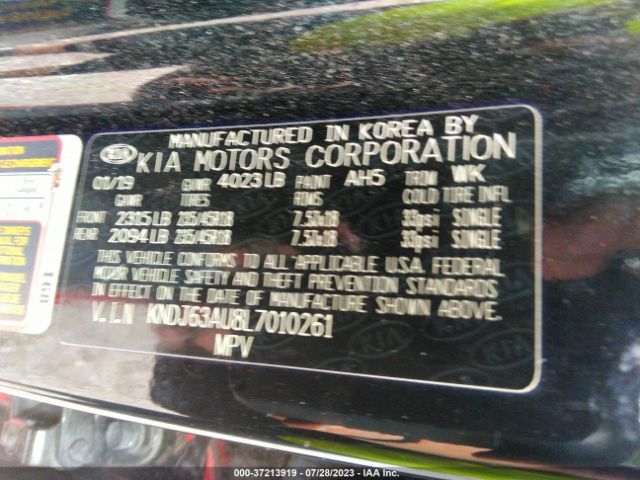 MANUFACTURED IN KOREA BY
KIA KIA MOTORS CORPORATION
01/19 GVWR 4023 LB PAINT AH5 TRIM WK
GAWR TIRES RIMS COLD TIRE INFL
FRONT 2315 LB 235/45R18 7.5Jx18 33psi SINGLE
REAR 2094 LB 235/45R18 7.5Jx18 33psi SINGLE
THIS VEHICLE CONFORMS TO ALL APPLICABLE U.S.A. FEDERAL
MOTOR VEHICLE SAFETY AND THEFT PREVENTION STANDARDS
IN EFFECT ON THE DATE OF MANUFACTURE SHOWN ABOVE.
V.I.N KNDJ63AU8L7010261
MPV
000-37213919 - 07/28/2023 - IAA Inc.